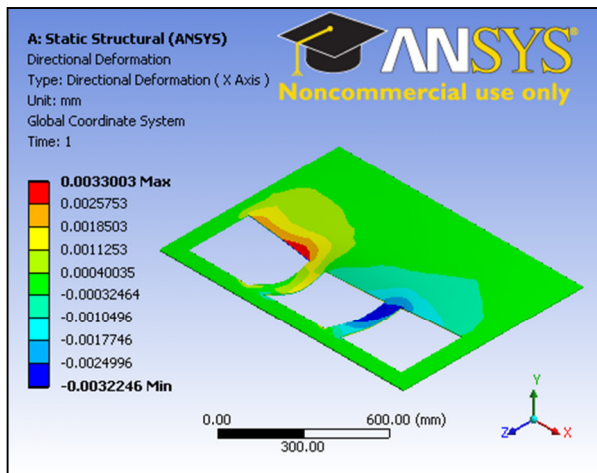 A: Static Structural (ANSYS)
Directional Deformation
Type: Directional Deformation ( X Axis )
Unit: mm
Global Coordinate System
Time: 1
ANSYS®
Noncommercial use only
0.0033003 Max
0.0025753
0.0018503
0.0011253
0.00040035
-0.00032464
-0.0010496
-0.0017746
-0.0024996
-0.0032246 Min
0.00
600.00 (mm)
300.00
Y
Z
X